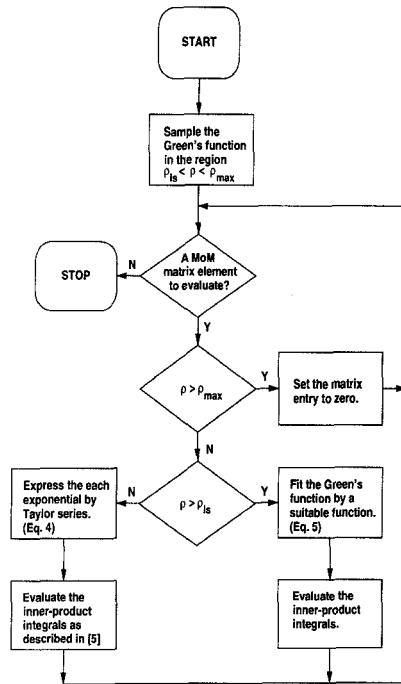 START
Sample the
Green's function
in the region
ρls < ρ < ρmax
A MoM
matrix element
to evaluate?
N
STOP
Y
ρ > ρmax
Y
Set the matrix
entry to zero.
N
ρ > ρls
N
Express the each
exponential by
Taylor series.
(Eq. 4)
Y
Fit the Green's
function by a
suitable function.
(Eq. 5)
Evaluate the
inner-product
integrals as
described in [5]
Evaluate the
inner-product
integrals.